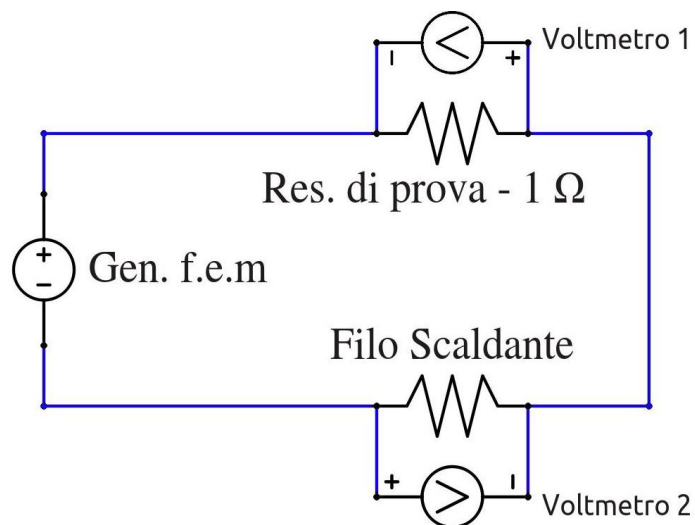 Voltmetro 1
Res. di prova - 1 Ω
Gen. f.e.m
Filo Scaldante
Voltmetro 2